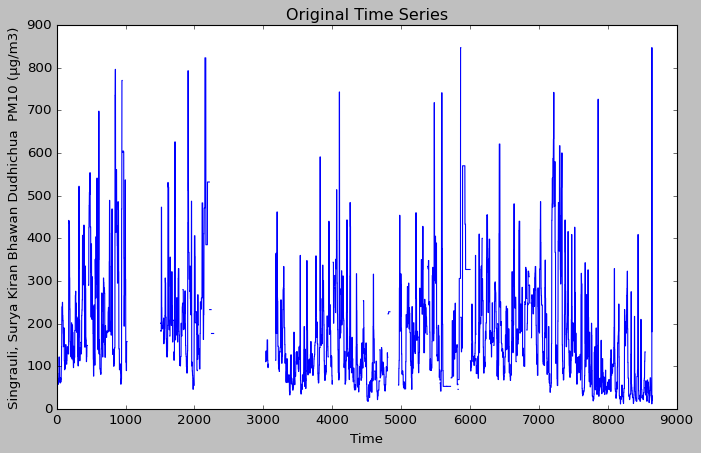 Original Time Series
Singrauli, Surya Kiran Bhawan Dudhichua  PM10 (µg/m3)
900
800
700
600
500
400
300
200
100
0
0 1000 2000 3000 4000 5000 6000 7000 8000 9000
Time